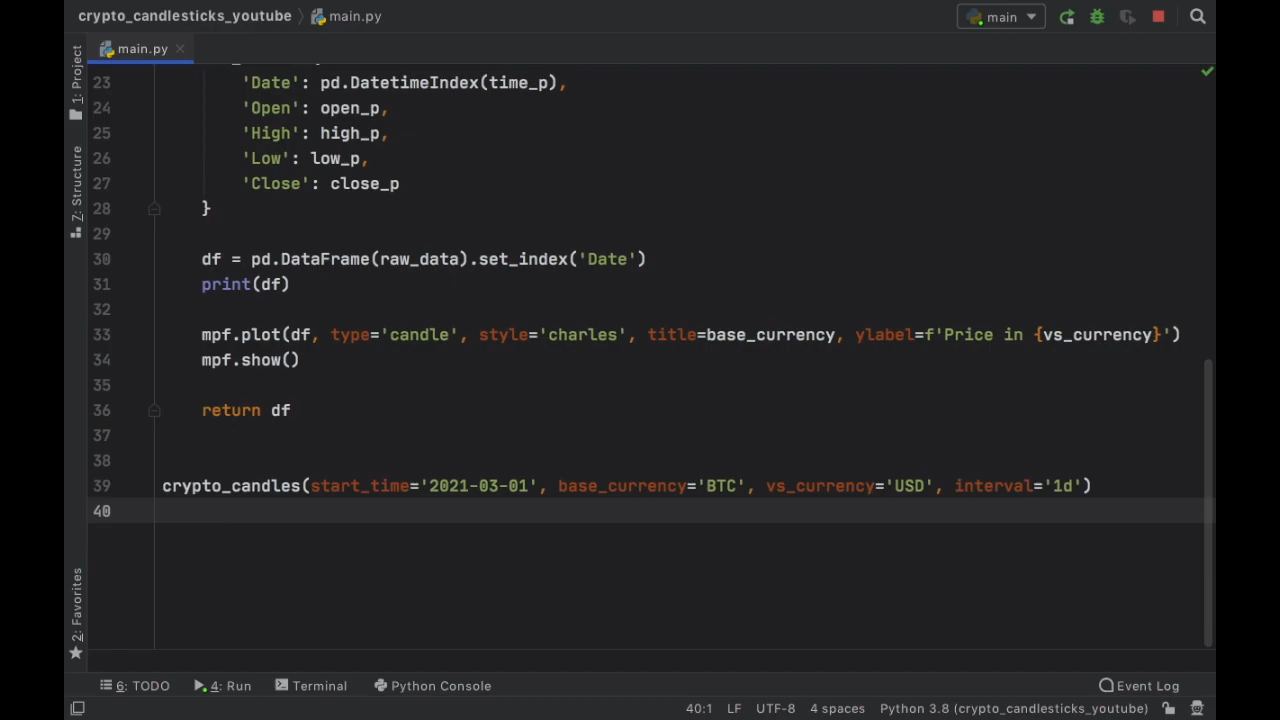 crypto_candlesticks_youtube main.py main
main.py
1: Project
7: Structure
2: Favorites
23 'Date': pd.DatetimeIndex(time_p),
24 'Open': open_p,
25 'High': high_p,
26 'Low': low_p,
27 'Close': close_p
28 }
29
30 df = pd.DataFrame(raw_data).set_index('Date')
31 print(df)
32
33 mpf.plot(df, type='candle', style='charles', title=base_currency, ylabel=f'Price in {vs_currency}')
34 mpf.show()
35
36 return df
37
38
39 crypto_candles(start_time='2021-03-01', base_currency='BTC', vs_currency='USD', interval='1d')
40
6: TODO 4: Run Terminal Python Console Event Log
40:1 LF UTF-8 4 spaces Python 3.8 (crypto_candlesticks_youtube)